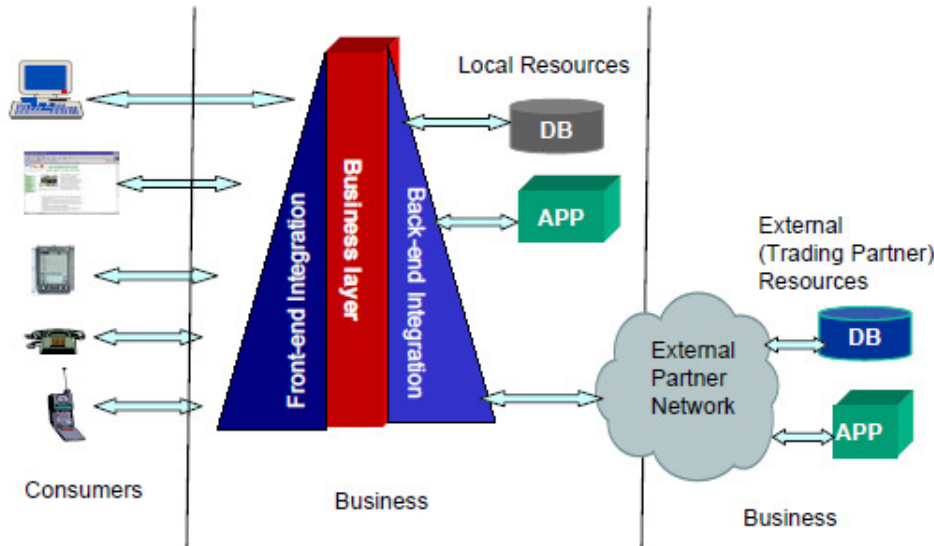 Local Resources
DB
APP
Front-end Integration
Business layer
Back-end Integration
External
(Trading Partner)
Resources
DB
APP
External
Partner
Network
Consumers
Business
Business